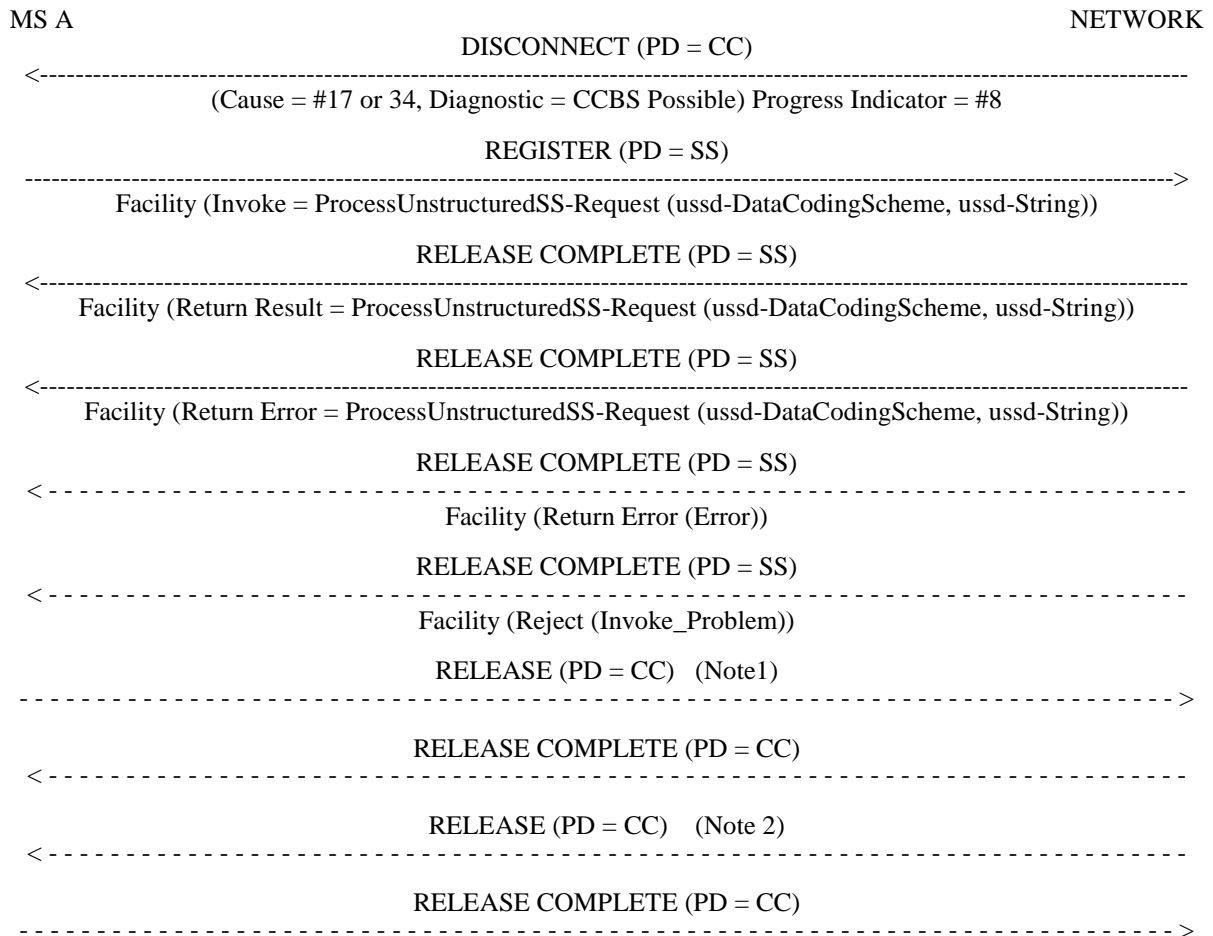 MS A NETWORK
DISCONNECT (PD = CC)
<------------------------------------------------------------------------------------------------------------------------------------
(Cause = #17 or 34, Diagnostic = CCBS Possible) Progress Indicator = #8
REGISTER (PD = SS)
------------------------------------------------------------------------------------------------------------------------------------>
Facility (Invoke = ProcessUnstructuredSS-Request (ussd-DataCodingScheme, ussd-String))
RELEASE COMPLETE (PD = SS)
<------------------------------------------------------------------------------------------------------------------------------------
Facility (Return Result = ProcessUnstructuredSS-Request (ussd-DataCodingScheme, ussd-String))
RELEASE COMPLETE (PD = SS)
<------------------------------------------------------------------------------------------------------------------------------------
Facility (Return Error = ProcessUnstructuredSS-Request (ussd-DataCodingScheme, ussd-String))
RELEASE COMPLETE (PD = SS)
< - - - - - - - - - - - - - - - - - - - - - - - - - - - - - - - - - - - - - - - - - - - - - - - - - - - - - - - - - - - - - - - - - - - - - - - - - -
Facility (Return Error (Error))
RELEASE COMPLETE (PD = SS)
< - - - - - - - - - - - - - - - - - - - - - - - - - - - - - - - - - - - - - - - - - - - - - - - - - - - - - - - - - - - - - - - - - - - - - - - - - -
Facility (Reject (Invoke_Problem))
RELEASE (PD = CC) (Note1)
- - - - - - - - - - - - - - - - - - - - - - - - - - - - - - - - - - - - - - - - - - - - - - - - - - - - - - - - - - - - - - - - - - - - - - - - - - >
RELEASE COMPLETE (PD = CC)
< - - - - - - - - - - - - - - - - - - - - - - - - - - - - - - - - - - - - - - - - - - - - - - - - - - - - - - - - - - - - - - - - - - - - - - - - - -
RELEASE (PD = CC) (Note 2)
< - - - - - - - - - - - - - - - - - - - - - - - - - - - - - - - - - - - - - - - - - - - - - - - - - - - - - - - - - - - - - - - - - - - - - - - - - -
RELEASE COMPLETE (PD = CC)
- - - - - - - - - - - - - - - - - - - - - - - - - - - - - - - - - - - - - - - - - - - - - - - - - - - - - - - - - - - - - - - - - - - - - - - - - - >